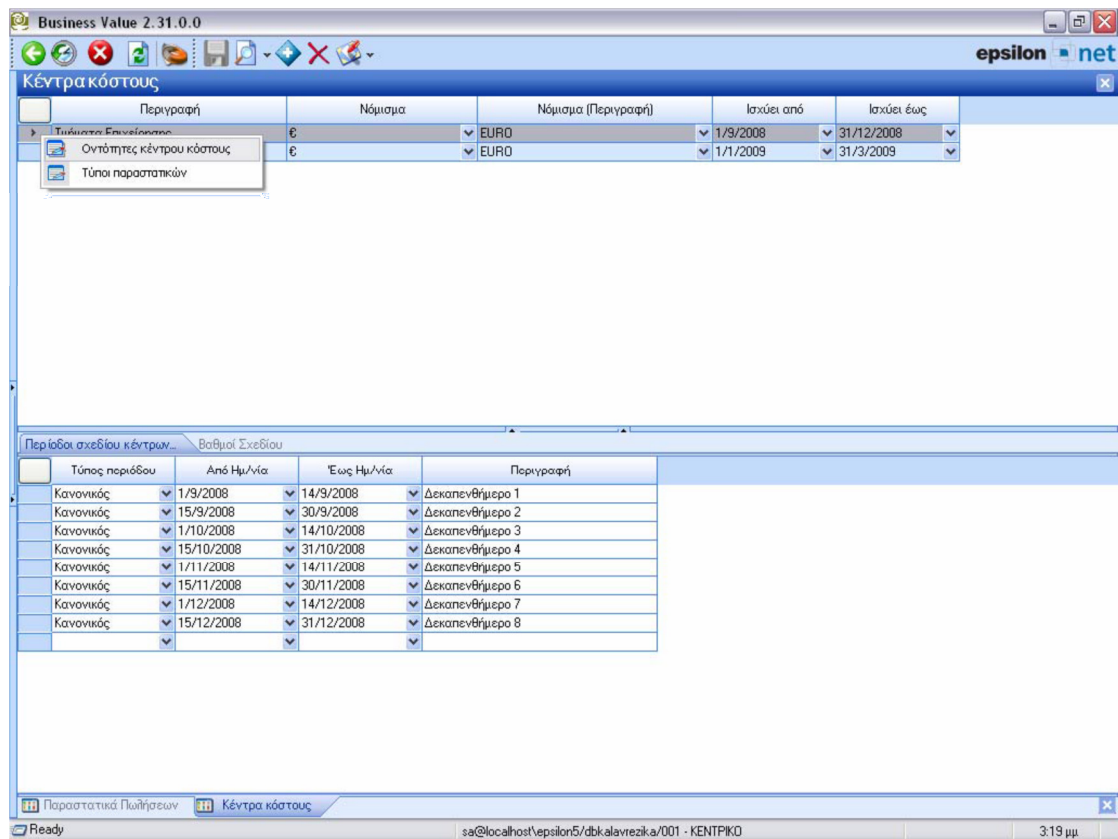 Business Value 2.31.0.0
epsilon net
Κέντρα κόστους
Περιγραφή Νόμισμα Νόμισμα (Περιγραφή) Ισχύει από Ισχύει έως
Τμήματα Επιχείρησης € EURO 1/9/2008 31/12/2008
€ EURO 1/1/2009 31/3/2009
Οντότητες κέντρου κόστους
Τύποι παραστατικών
Περίοδοι σχεδίου κέντρων... Βαθμοί Σχεδίου
Τύπος περιόδου Από Ημ/νία Έως Ημ/νία Περιγραφή
Κανονικός 1/9/2008 14/9/2008 Δεκαπενθήμερο 1
Κανονικός 15/9/2008 30/9/2008 Δεκαπενθήμερο 2
Κανονικός 1/10/2008 14/10/2008 Δεκαπενθήμερο 3
Κανονικός 15/10/2008 31/10/2008 Δεκαπενθήμερο 4
Κανονικός 1/11/2008 14/11/2008 Δεκαπενθήμερο 5
Κανονικός 15/11/2008 30/11/2008 Δεκαπενθήμερο 6
Κανονικός 1/12/2008 14/12/2008 Δεκαπενθήμερο 7
Κανονικός 15/12/2008 31/12/2008 Δεκαπενθήμερο 8
Παραστατικά Πωλήσεων Κέντρα κόστους
Ready sa@localhost\epsilon5/dbkalavrezika/001 - ΚΕΝΤΡΙΚΟ 3:19 μμ